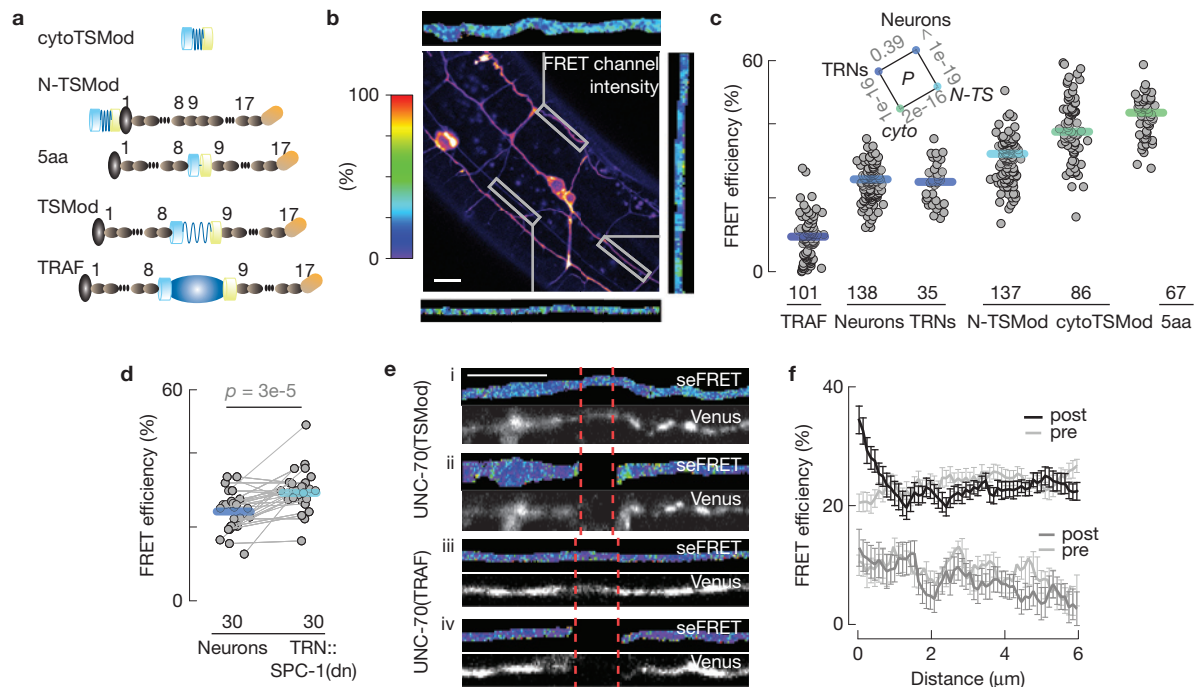 a
cytoTSMod
N-TSMod
1 8 9 17
5aa
1 8 9 17
TSMod
1 8 9 17
TRAF
1 8 9 17
b
FRET channel
intensity
100
(%)
0
c
60
FRET efficiency (%)
0
Neurons
0.39
< 1e-19
TRNs
P
N-TS
1e-16
2e-16
cyto
101 138 35 137 86 67
TRAF Neurons TRNs N-TSMod cytoTSMod 5aa
d
60
p = 3e-5
FRET efficiency (%)
0
30 30
Neurons TRN::
SPC-1(dn)
e
UNC-70(TSMod)
i
seFRET
Venus
ii
seFRET
Venus
UNC-70(TRAF)
iii
seFRET
Venus
iv
seFRET
Venus
f
40
post
pre
FRET efficiency (%)
20
post
pre
0
0 2 4 6
Distance (µm)